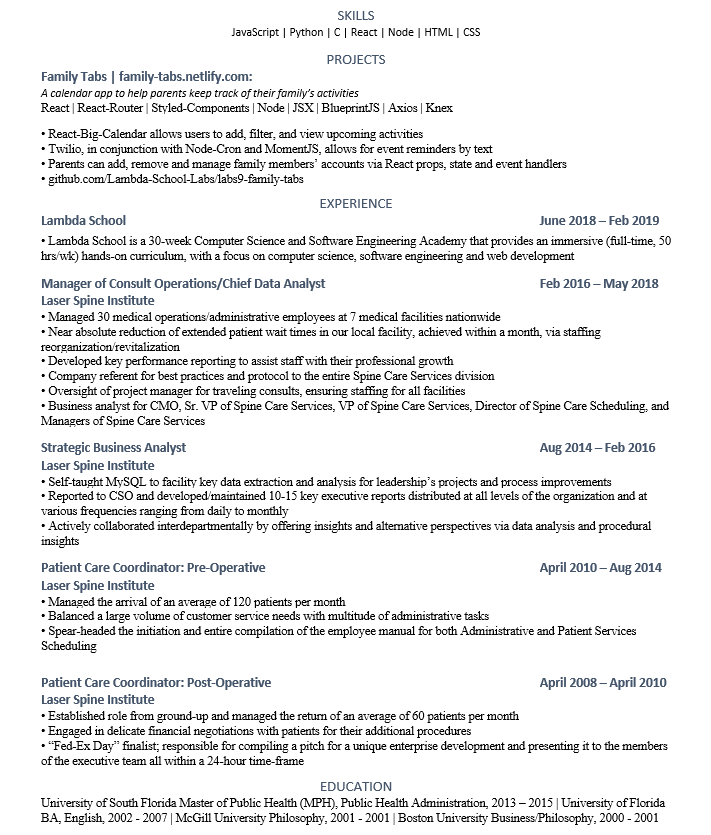 SKILLS
JavaScript | Python | C | React | Node | HTML | CSS
PROJECTS
Family Tabs | family-tabs.netlify.com:
A calendar app to help parents keep track of their family's activities
React | React-Router | Styled-Components | Node | JSX | BlueprintJS | Axios | Knex
• React-Big-Calendar allows users to add, filter, and view upcoming activities
• Twilio, in conjunction with Node-Cron and MomentJS, allows for event reminders by text
• Parents can add, remove and manage family members' accounts via React props, state and event handlers
• github.com/Lambda-School-Labs/labs9-family-tabs
EXPERIENCE
Lambda School June 2018 – Feb 2019
• Lambda School is a 30-week Computer Science and Software Engineering Academy that provides an immersive (full-time, 50
hrs/wk) hands-on curriculum, with a focus on computer science, software engineering and web development
Manager of Consult Operations/Chief Data Analyst Feb 2016 – May 2018
Laser Spine Institute
• Managed 30 medical operations/administrative employees at 7 medical facilities nationwide
• Near absolute reduction of extended patient wait times in our local facility, achieved within a month, via staffing
reorganization/revitalization
• Developed key performance reporting to assist staff with their professional growth
• Company referent for best practices and protocol to the entire Spine Care Services division
• Oversight of project manager for traveling consults, ensuring staffing for all facilities
• Business analyst for CMO, Sr. VP of Spine Care Services, VP of Spine Care Services, Director of Spine Care Scheduling, and
Managers of Spine Care Services
Strategic Business Analyst Aug 2014 – Feb 2016
Laser Spine Institute
• Self-taught MySQL to facility key data extraction and analysis for leadership's projects and process improvements
• Reported to CSO and developed/maintained 10-15 key executive reports distributed at all levels of the organization and at
various frequencies ranging from daily to monthly
• Actively collaborated interdepartmentally by offering insights and alternative perspectives via data analysis and procedural
insights
Patient Care Coordinator: Pre-Operative April 2010 – Aug 2014
Laser Spine Institute
• Managed the arrival of an average of 120 patients per month
• Balanced a large volume of customer service needs with multitude of administrative tasks
• Spear-headed the initiation and entire compilation of the employee manual for both Administrative and Patient Services
Scheduling
Patient Care Coordinator: Post-Operative April 2008 – April 2010
Laser Spine Institute
• Established role from ground-up and managed the return of an average of 60 patients per month
• Engaged in delicate financial negotiations with patients for their additional procedures
• “Fed-Ex Day” finalist; responsible for compiling a pitch for a unique enterprise development and presenting it to the members
of the executive team all within a 24-hour time-frame
EDUCATION
University of South Florida Master of Public Health (MPH), Public Health Administration, 2013 – 2015 | University of Florida
BA, English, 2002 - 2007 | McGill University Philosophy, 2001 - 2001 | Boston University Business/Philosophy, 2000 - 2001